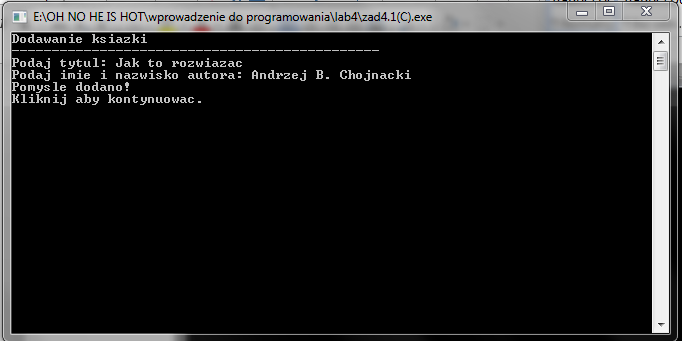 E:\OH NO HE IS HOT\wprowadzenie do programowania\lab4\zad4.1(C).exe
Dodawanie ksiazki
----------------------------------------------
Podaj tytul: Jak to rozwiazac
Podaj imie i nazwisko autora: Andrzej B. Chojnacki
Pomysle dodano!
Kliknij aby kontynuowac.